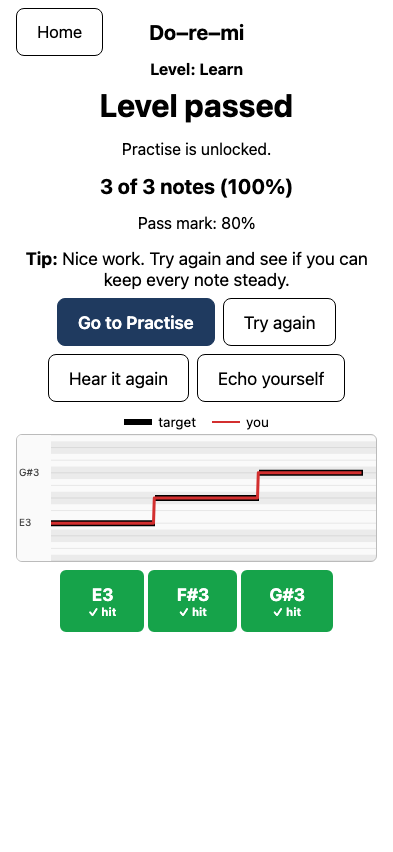 Home
Do–re–mi
Level: Learn
Level passed
Practise is unlocked.
3 of 3 notes (100%)
Pass mark: 80%
Tip: Nice work. Try again and see if you can
keep every note steady.
Go to Practise
Try again
Hear it again
Echo yourself
target
you
G#3
E3
E3
✓ hit
F#3
✓ hit
G#3
✓ hit